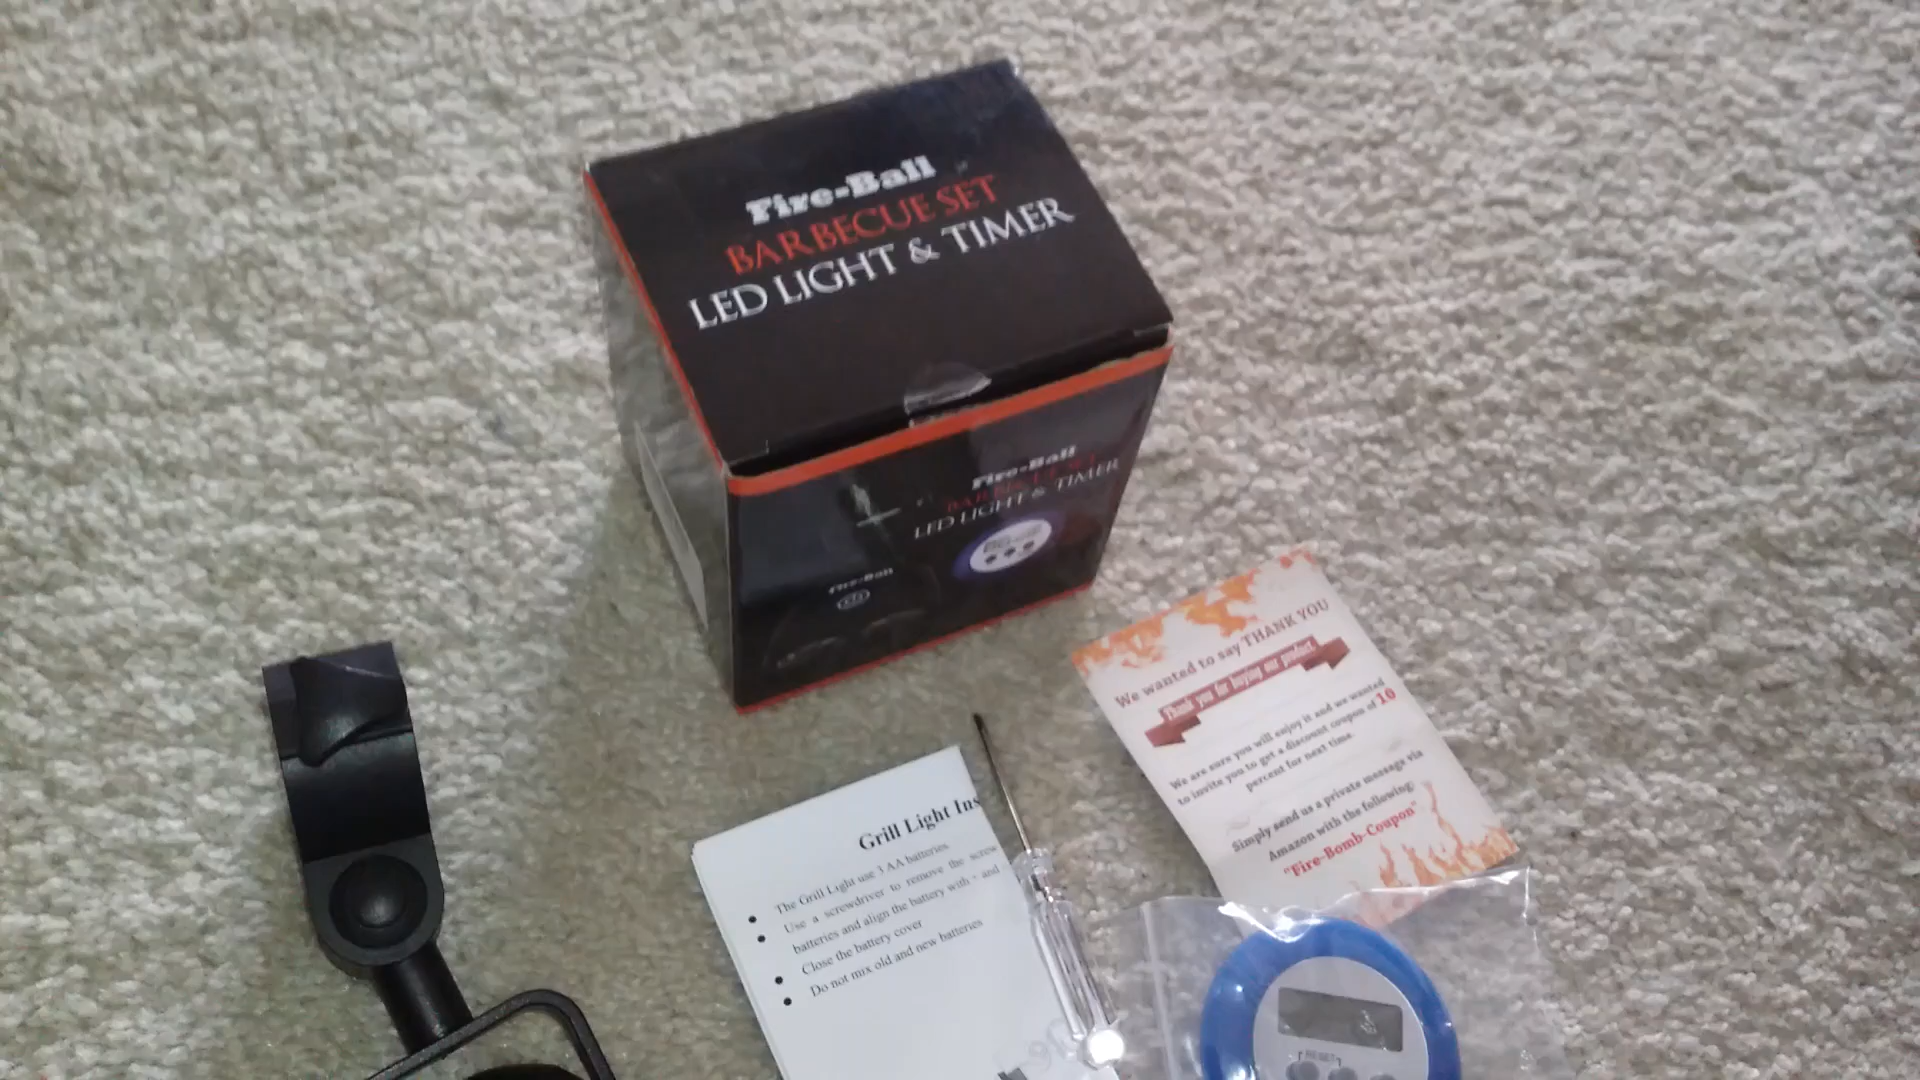 Fire-Ball
BARBECUE SET
LED LIGHT & TIMER
Fire-Ball
BARBECUE SET
LED LIGHT & TIMER
Fire-Ball
We wanted to say THANK YOU
Thank you for buying our product
We are sure you will enjoy it and we wanted
to invite you to get a discount coupon of 10
percent for next time.
Simply send us a private message via
Amazon with the following:
"Fire-Bomb-Coupon"
Grill Light Ins
The Grill Light use 3 AA batteries
● Use a screwdriver to remove the screw
● batteries and align the battery with - and
● Close the battery cover
● Do not mix old and new batteries
RESET